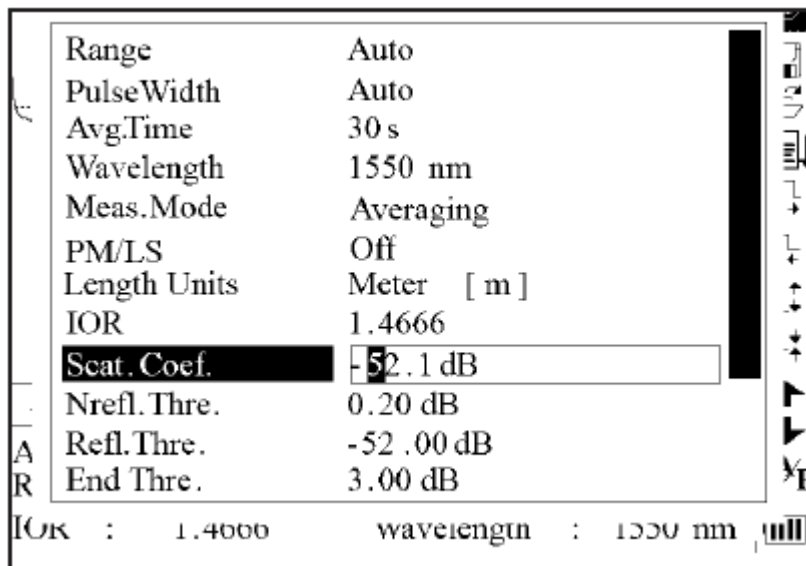 Range Auto
PulseWidth Auto
Avg.Time 30 s
Wavelength 1550 nm
Meas.Mode Averaging
PM/LS Off
Length Units Meter [ m ]
IOR 1.4666
Scat. Coef. -52.1 dB
Nrefl.Thre. 0.20 dB
Refl.Thre. -52.00 dB
End Thre. 3.00 dB
A
R
IOR : 1.4666 wavelength : 1550 nm